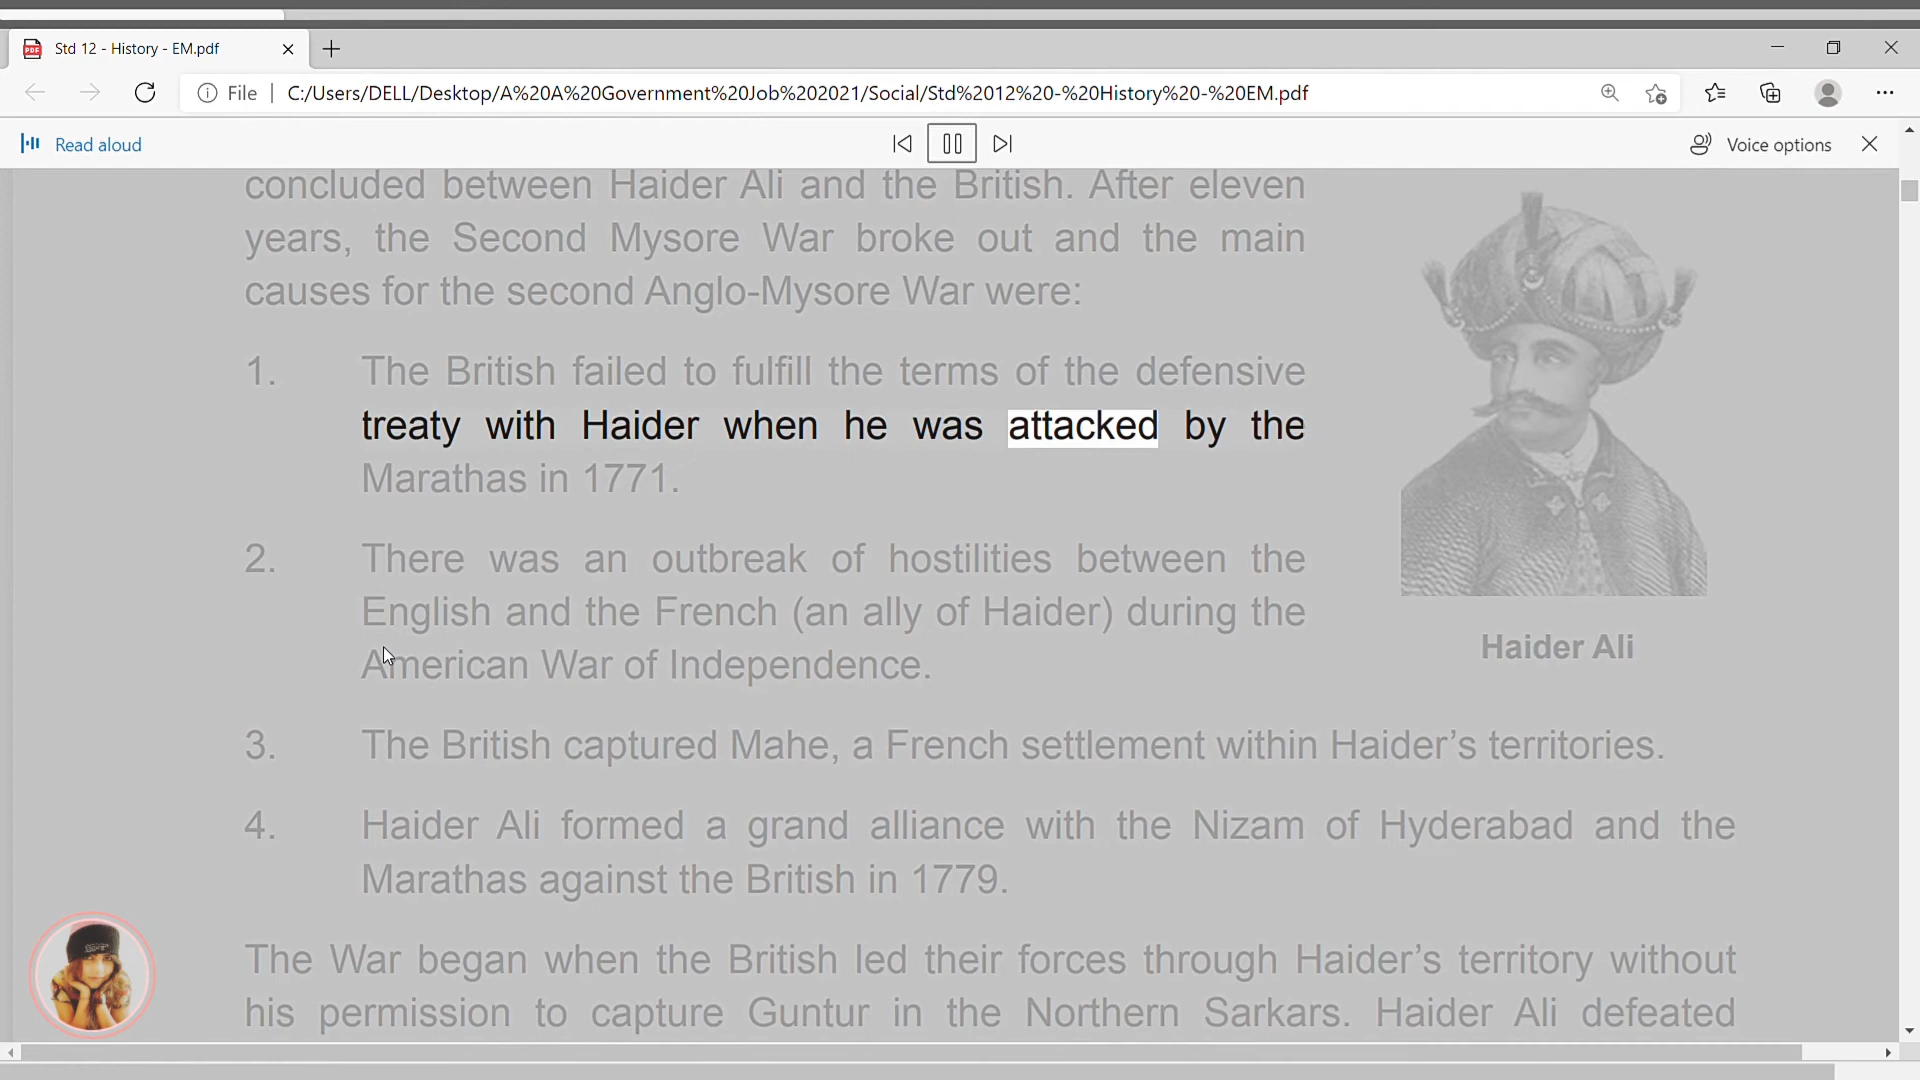 Std 12 - History - EM.pdf
File
C:/Users/DELL/Desktop/A%20A%20Government%20Job%202021/Social/Std%2012%20-%20History%20-%20EM.pdf
Read aloud
Voice options
concluded between Haider Ali and the British. After eleven
years, the Second Mysore War broke out and the main
causes for the second Anglo-Mysore War were:
1. The British failed to fulfill the terms of the defensive
treaty with Haider when he was attacked by the
Marathas in 1771.
2. There was an outbreak of hostilities between the
English and the French (an ally of Haider) during the
American War of Independence.
Haider Ali
3. The British captured Mahe, a French settlement within Haider's territories.
4. Haider Ali formed a grand alliance with the Nizam of Hyderabad and the
Marathas against the British in 1779.
The War began when the British led their forces through Haider's territory without
his permission to capture Guntur in the Northern Sarkars. Haider Ali defeated